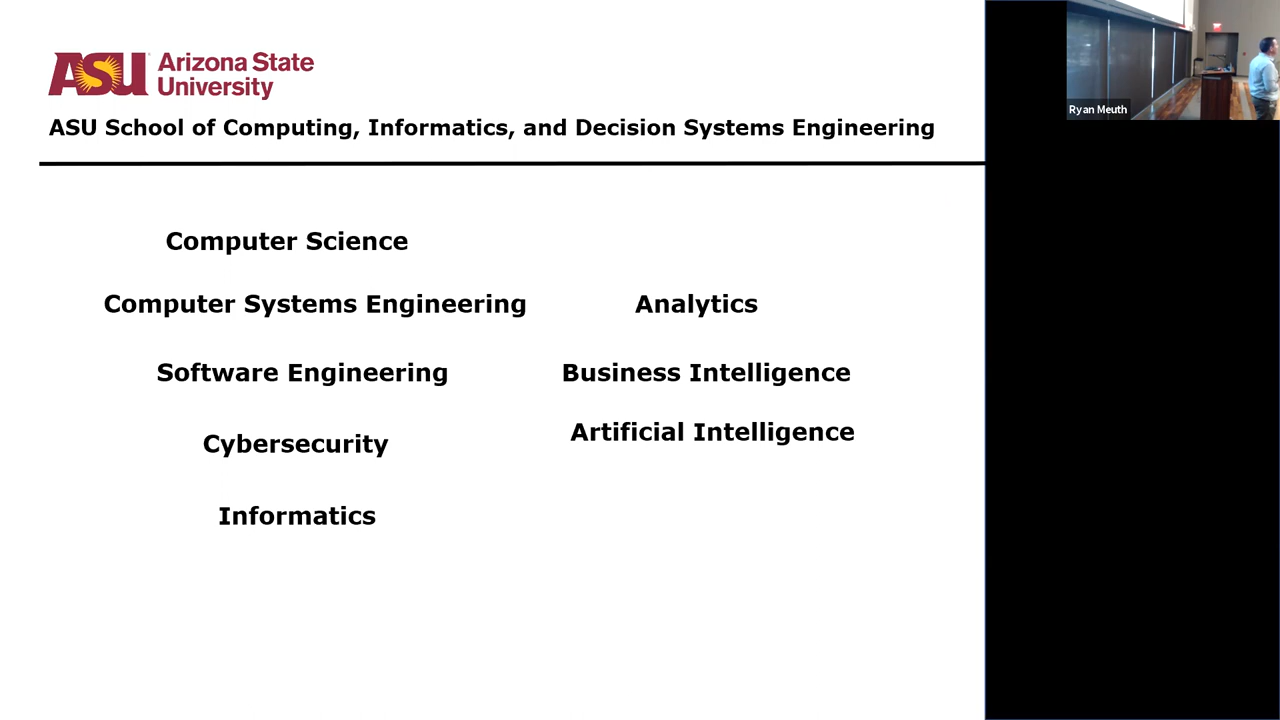 ASU Arizona State
University
ASU School of Computing, Informatics, and Decision Systems Engineering
Computer Science
Computer Systems Engineering
Software Engineering
Cybersecurity
Informatics
Analytics
Business Intelligence
Artificial Intelligence
Ryan Meuth